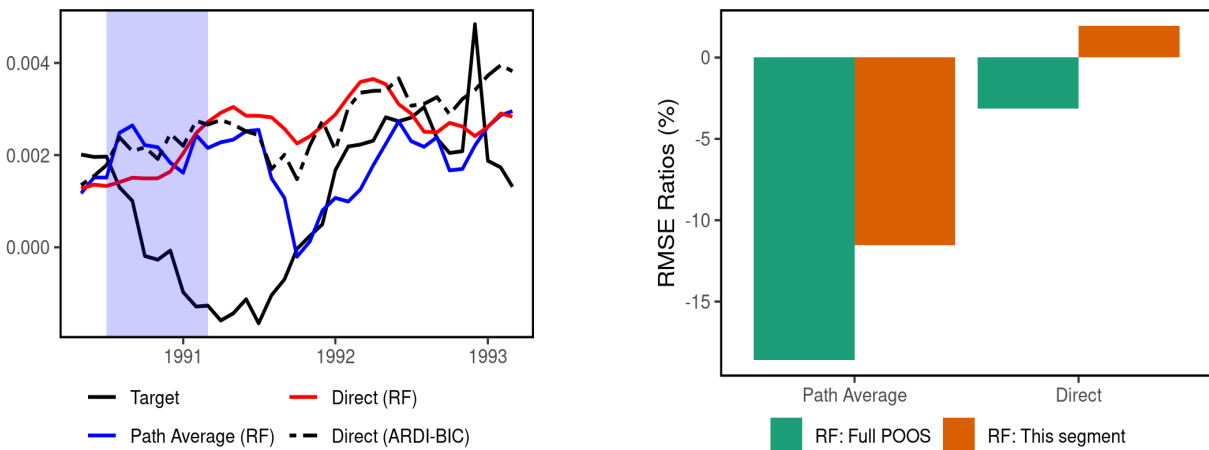 0.004
0.002
0.000
1991 1992 1993
Target
Direct (RF)
Path Average (RF)
Direct (ARDI-BIC)
RMSE Ratios (%)
0
-5
-10
-15
Path Average Direct
RF: Full POOS
RF: This segment